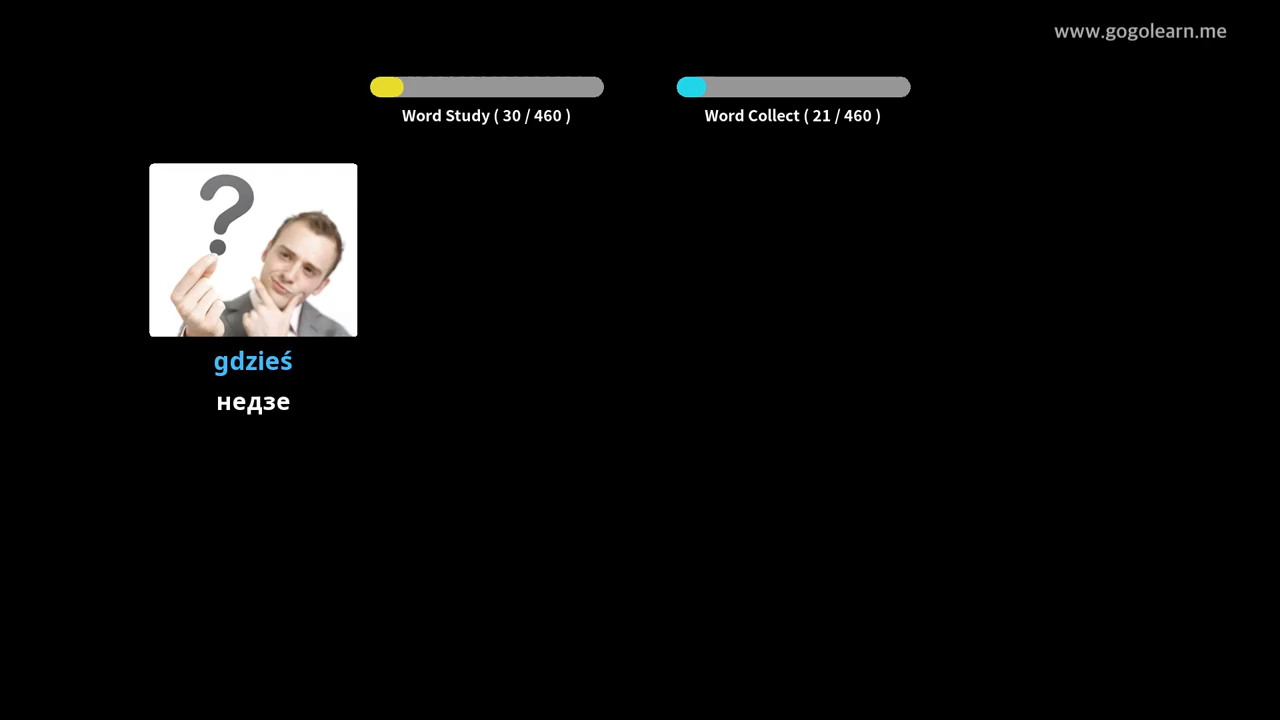 www.gogolearn.me
Word Study ( 30 / 460 )
Word Collect ( 21 / 460 )
?
gdzieś
недзе